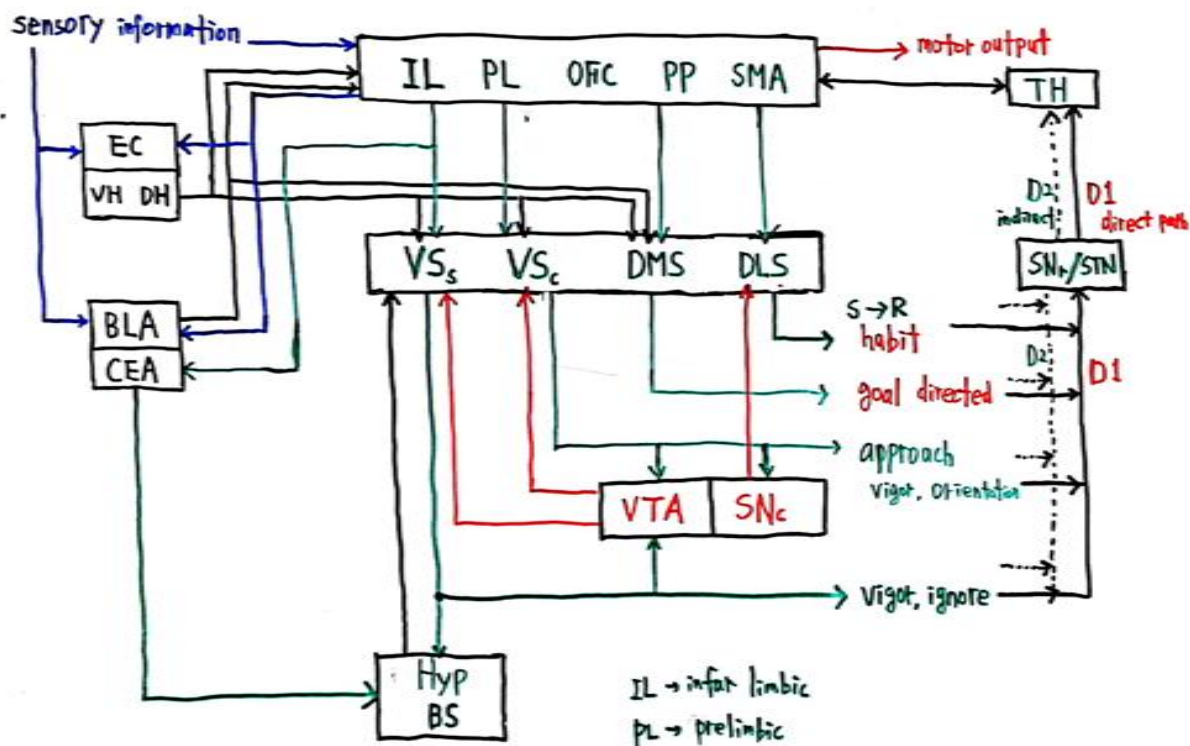 sensory information
motor output
IL PL OFC PP SMA
TH
EC
VH DH
D2 D1
indirect direct path
VSs VSc DMS DLS
SNr/STN
BLA
CEA
S→R
habit
D2 D1
goal directed
approach
Vigor, Orientation
VTA SNc
Vigor, ignore
Hyp
BS
IL → infar limbic
PL → prelimbic